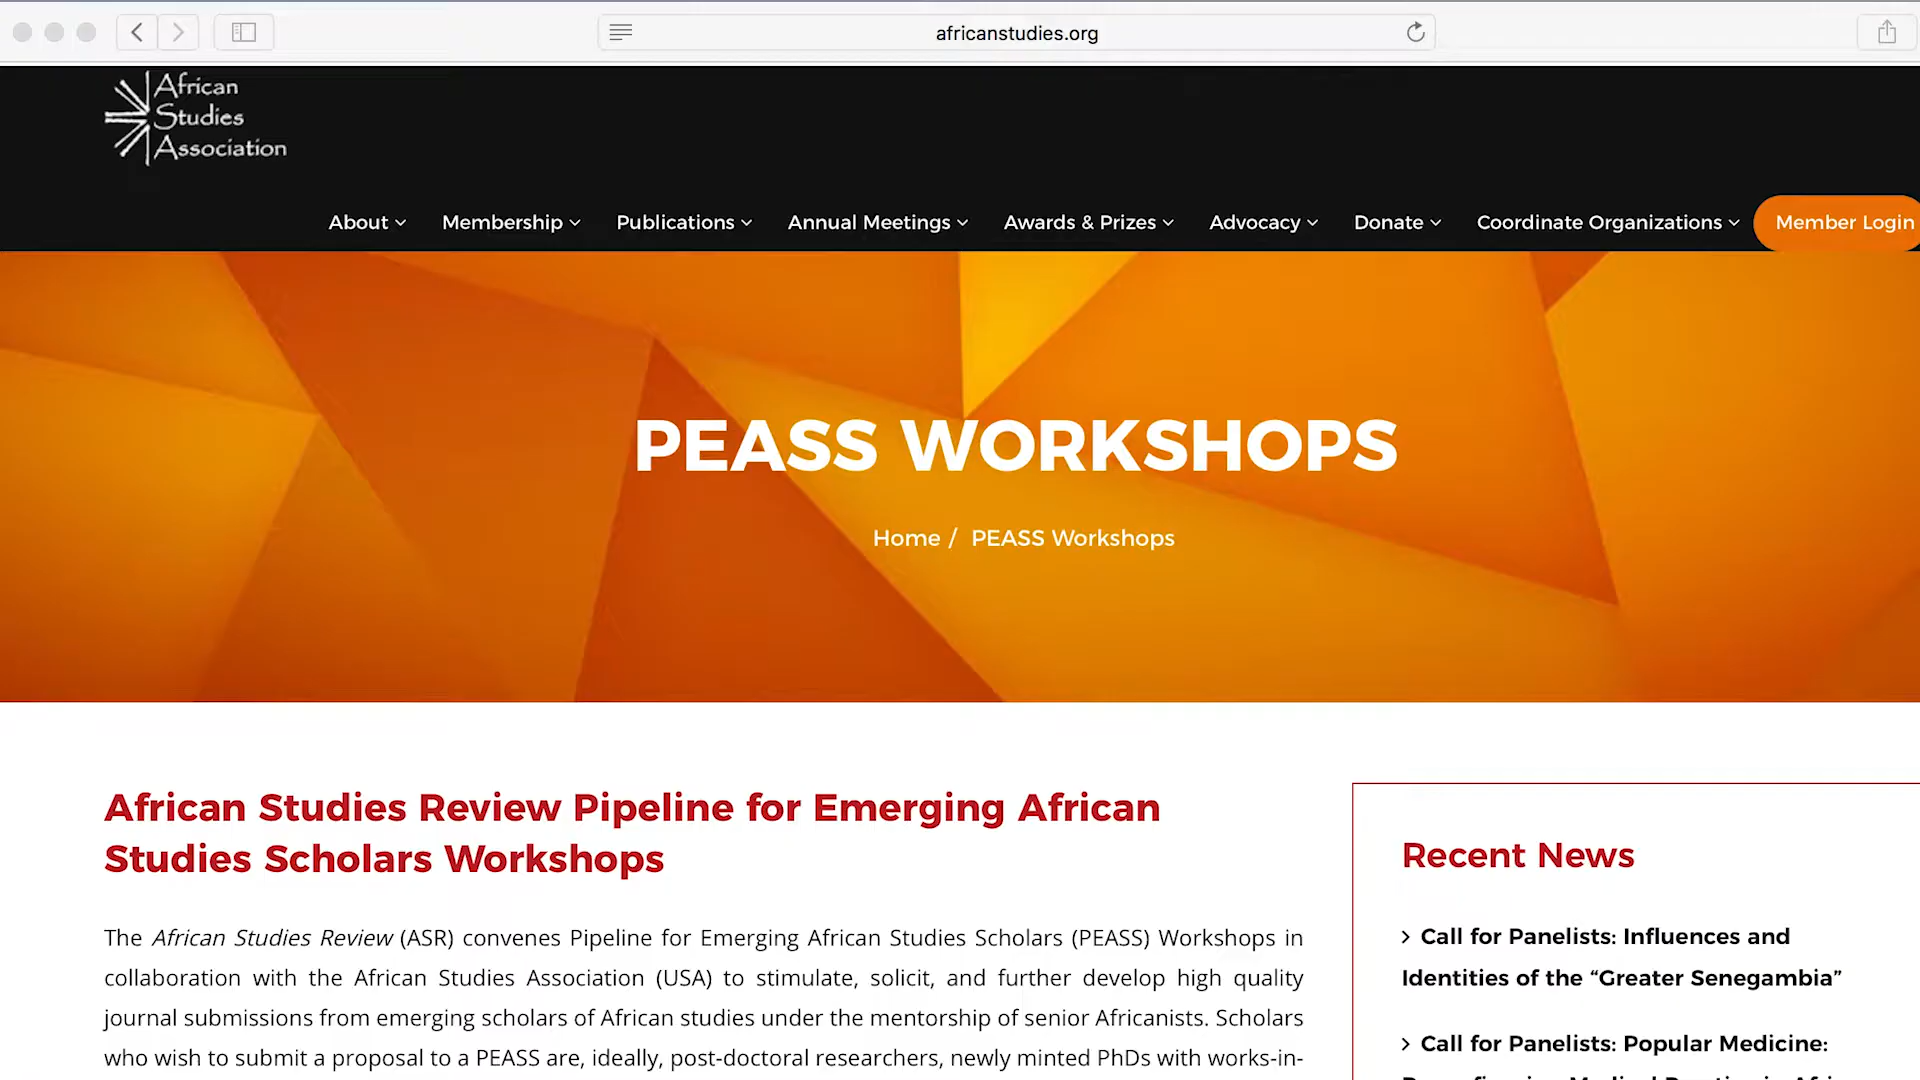 africanstudies.org
African
Studies
Association
About
Membership
Publications
Annual Meetings
Awards & Prizes
Advocacy
Donate
Coordinate Organizations
Member Login
PEASS WORKSHOPS
Home / PEASS Workshops
African Studies Review Pipeline for Emerging African
Studies Scholars Workshops
The African Studies Review (ASR) convenes Pipeline for Emerging African Studies Scholars (PEASS) Workshops in
collaboration with the African Studies Association (USA) to stimulate, solicit, and further develop high quality
journal submissions from emerging scholars of African studies under the mentorship of senior Africanists. Scholars
who wish to submit a proposal to a PEASS are, ideally, post-doctoral researchers, newly minted PhDs with works-in-
Recent News
Call for Panelists: Influences and
Identities of the “Greater Senegambia”
Call for Panelists: Popular Medicine: